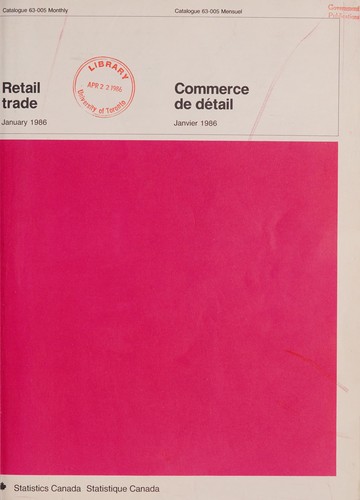 Catalogue 63-005 Monthly
Catalogue 63-005 Mensuel
Retail
trade
January 1986
LIBRARY
APR 22 1986
University of Toronto
Commerce
de détail
Janvier 1986
Statistics Canada Statistique Canada